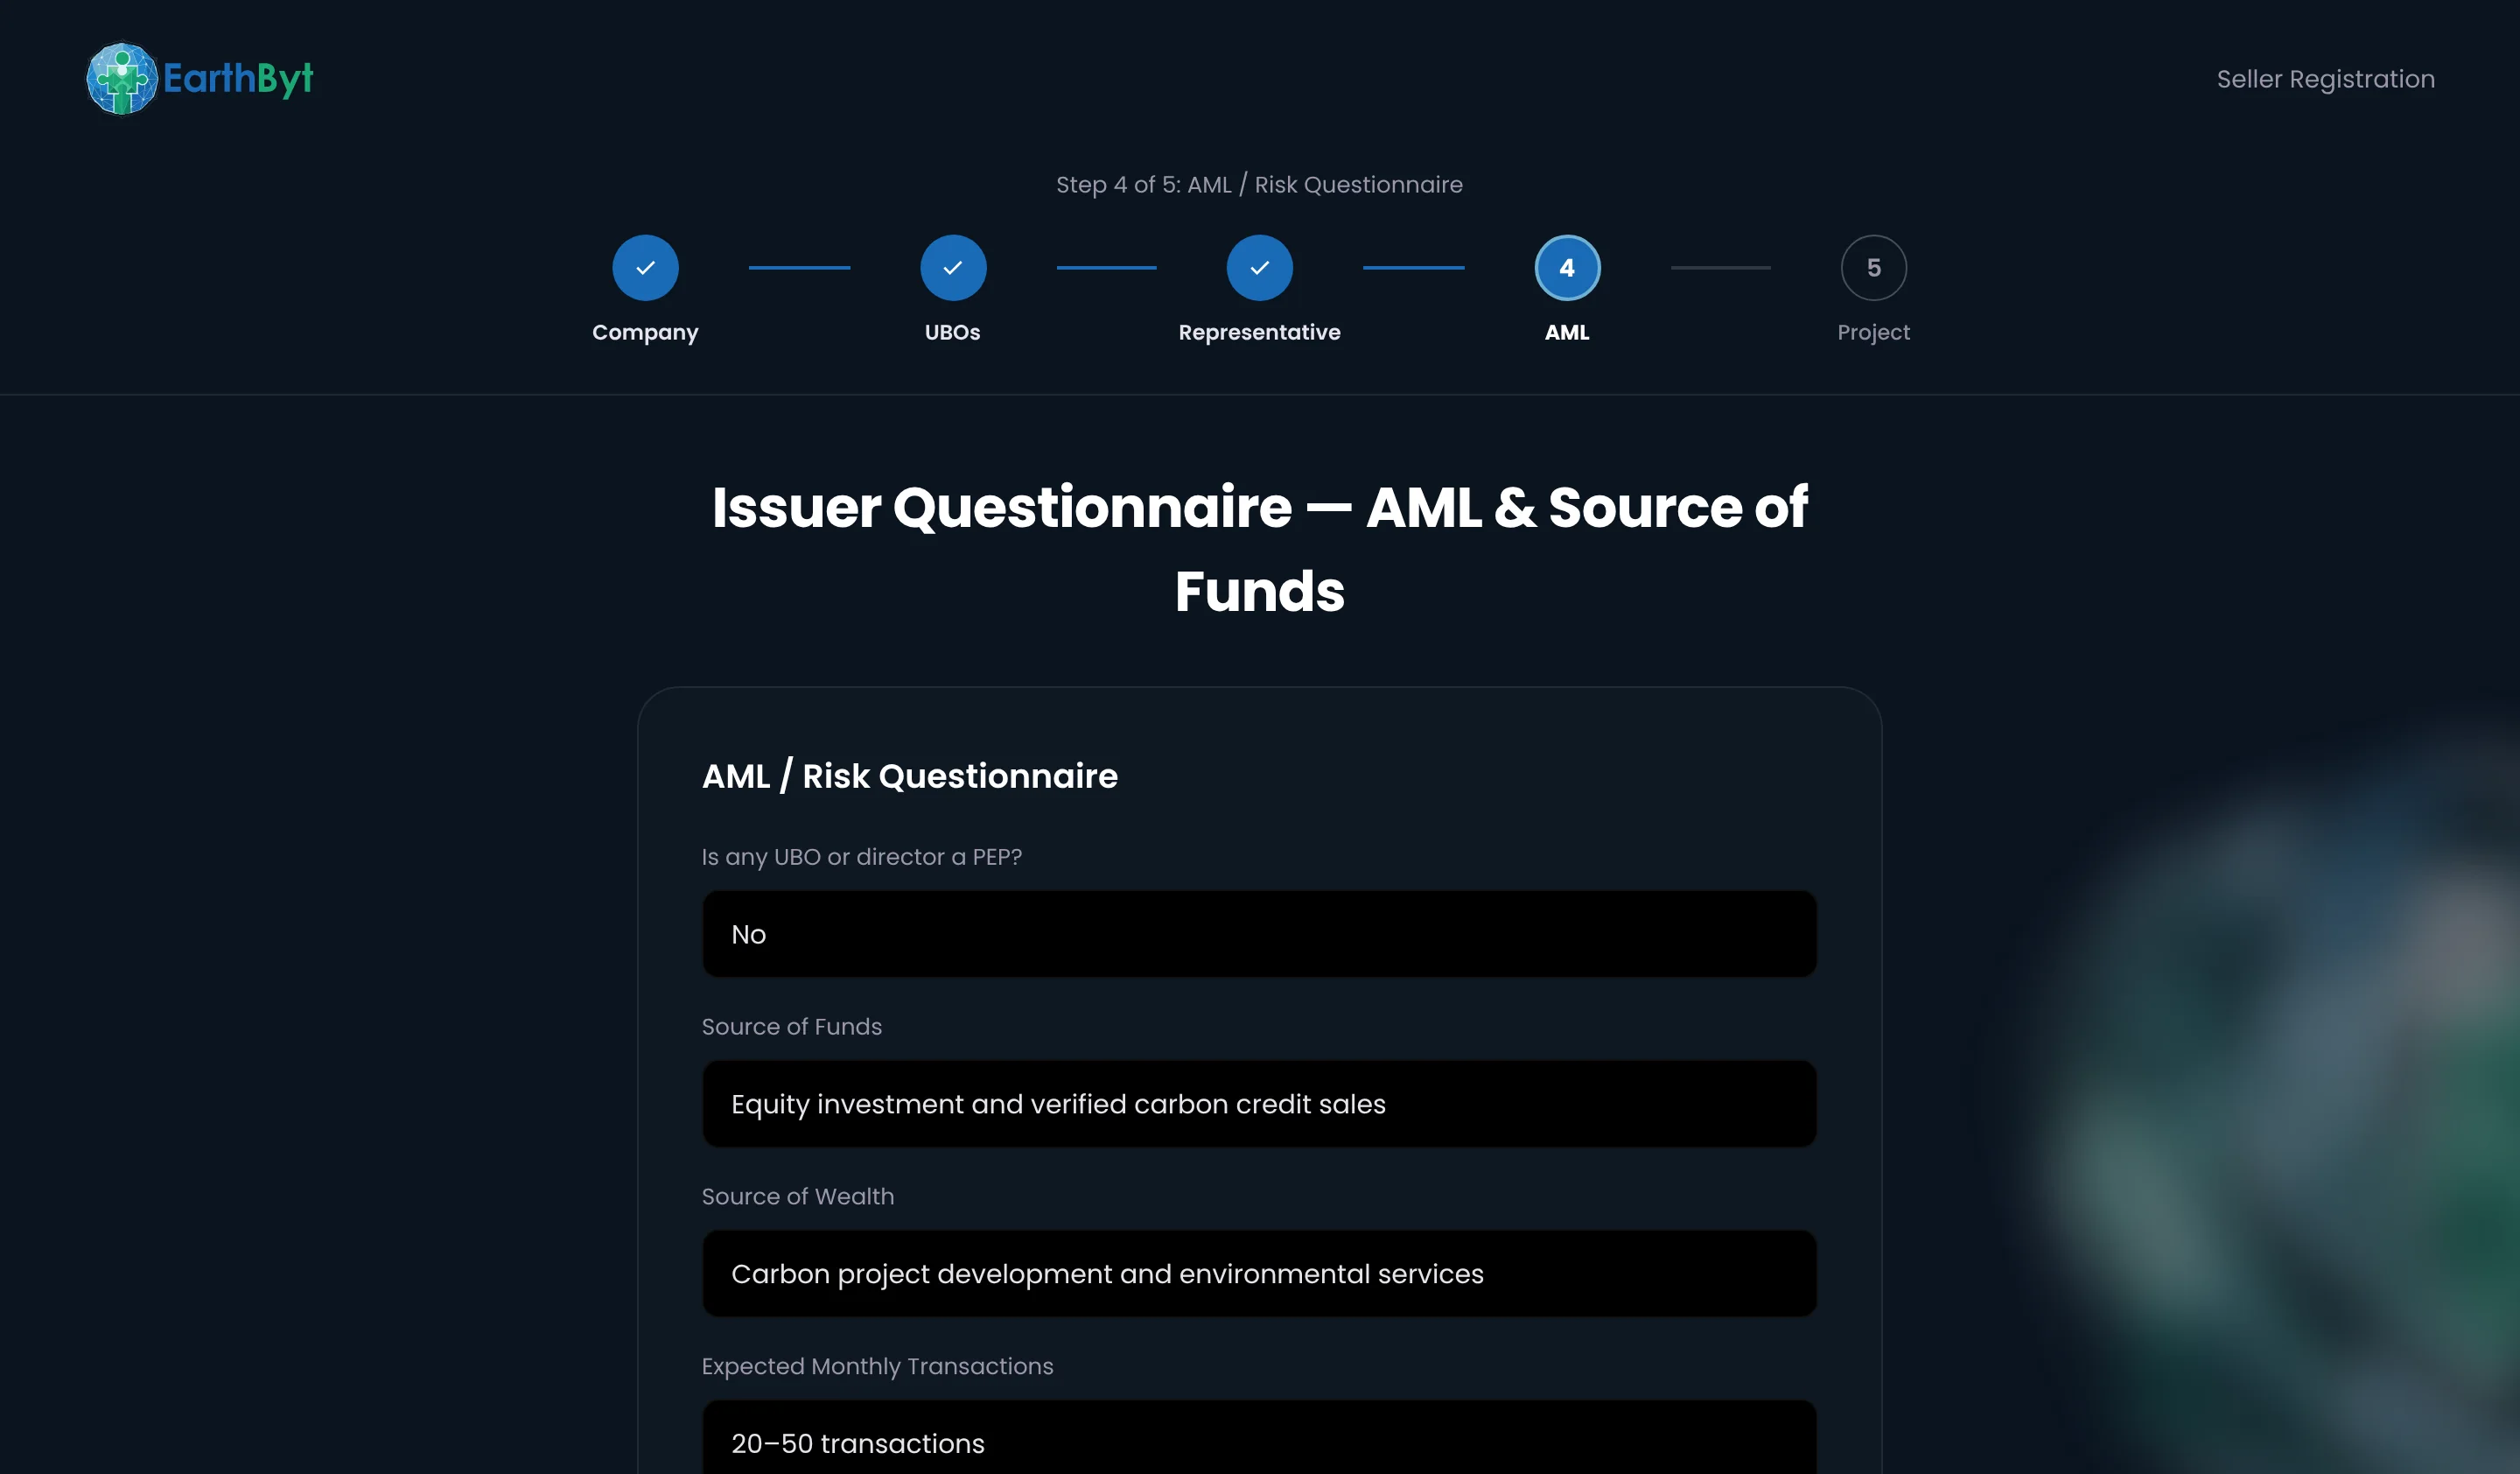 EarthByt
Seller Registration
Step 4 of 5: AML / Risk Questionnaire
4
5
Company
UBOs
Representative
AML
Project
Issuer Questionnaire — AML & Source of
Funds
AML / Risk Questionnaire
Is any UBO or director a PEP?
No
Source of Funds
Equity investment and verified carbon credit sales
Source of Wealth
Carbon project development and environmental services
Expected Monthly Transactions
20–50 transactions